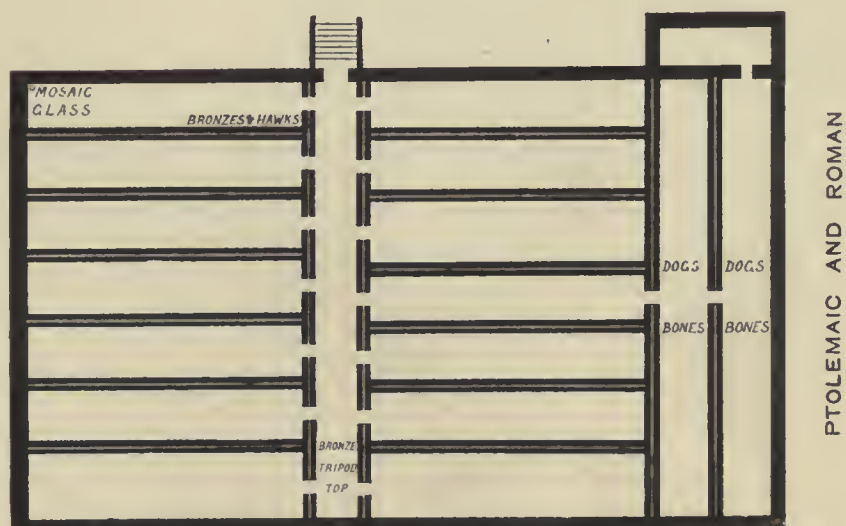 MOSAIC
GLASS
BRONZES & HAWKS
DOGS
DOGS
BONES
BONES
BRONZE
TRIPOD
TOP
PTOLEMAIC AND ROMAN